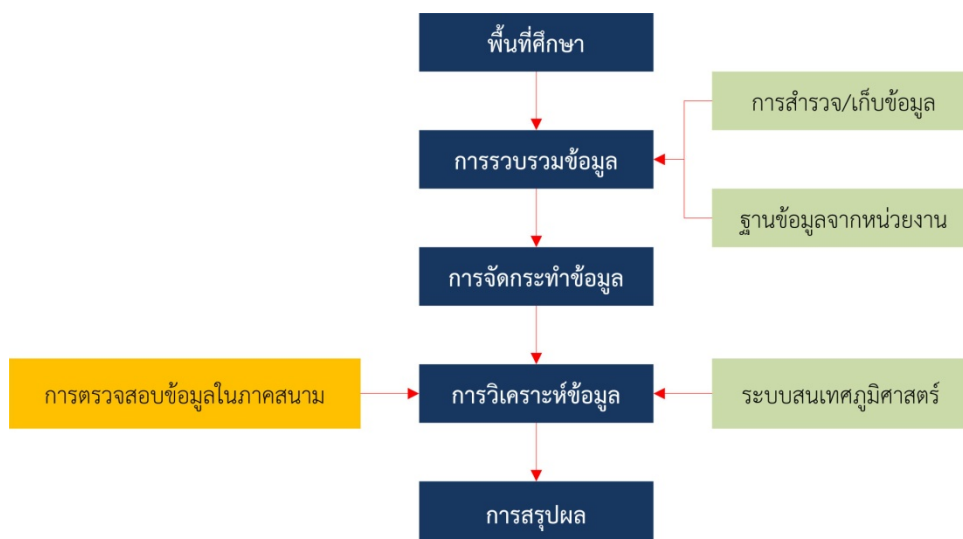 พื้นที่ศึกษา
การสำรวจ/เก็บข้อมูล
การรวบรวมข้อมูล
ฐานข้อมูลจากหน่วยงาน
การจัดกระทำข้อมูล
การตรวจสอบข้อมูลในภาคสนาม
การวิเคราะห์ข้อมูล
ระบบสนเทศภูมิศาสตร์
การสรุปผล